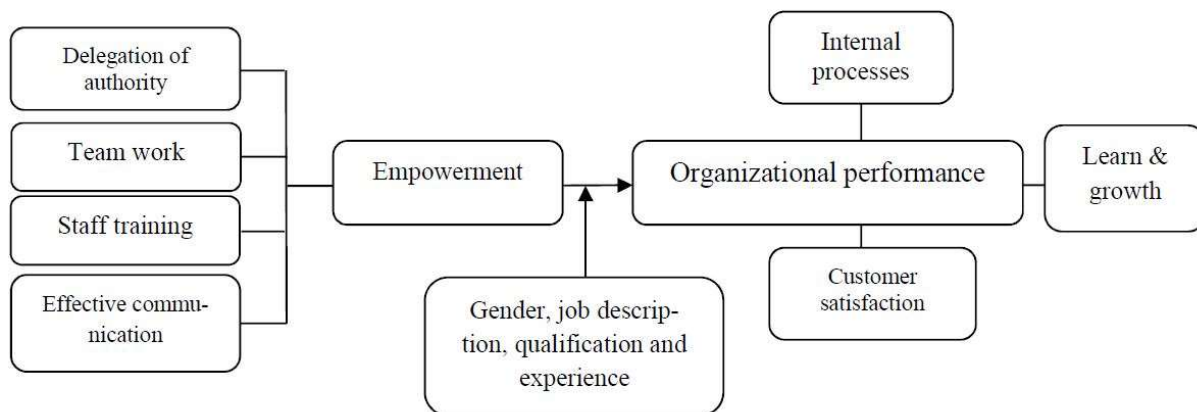 Delegation of
authority
Team work
Staff training
Effective commu-
nication
Empowerment
Gender, job descrip-
tion, qualification and
experience
Internal
processes
Organizational performance
Customer
satisfaction
Learn &
growth